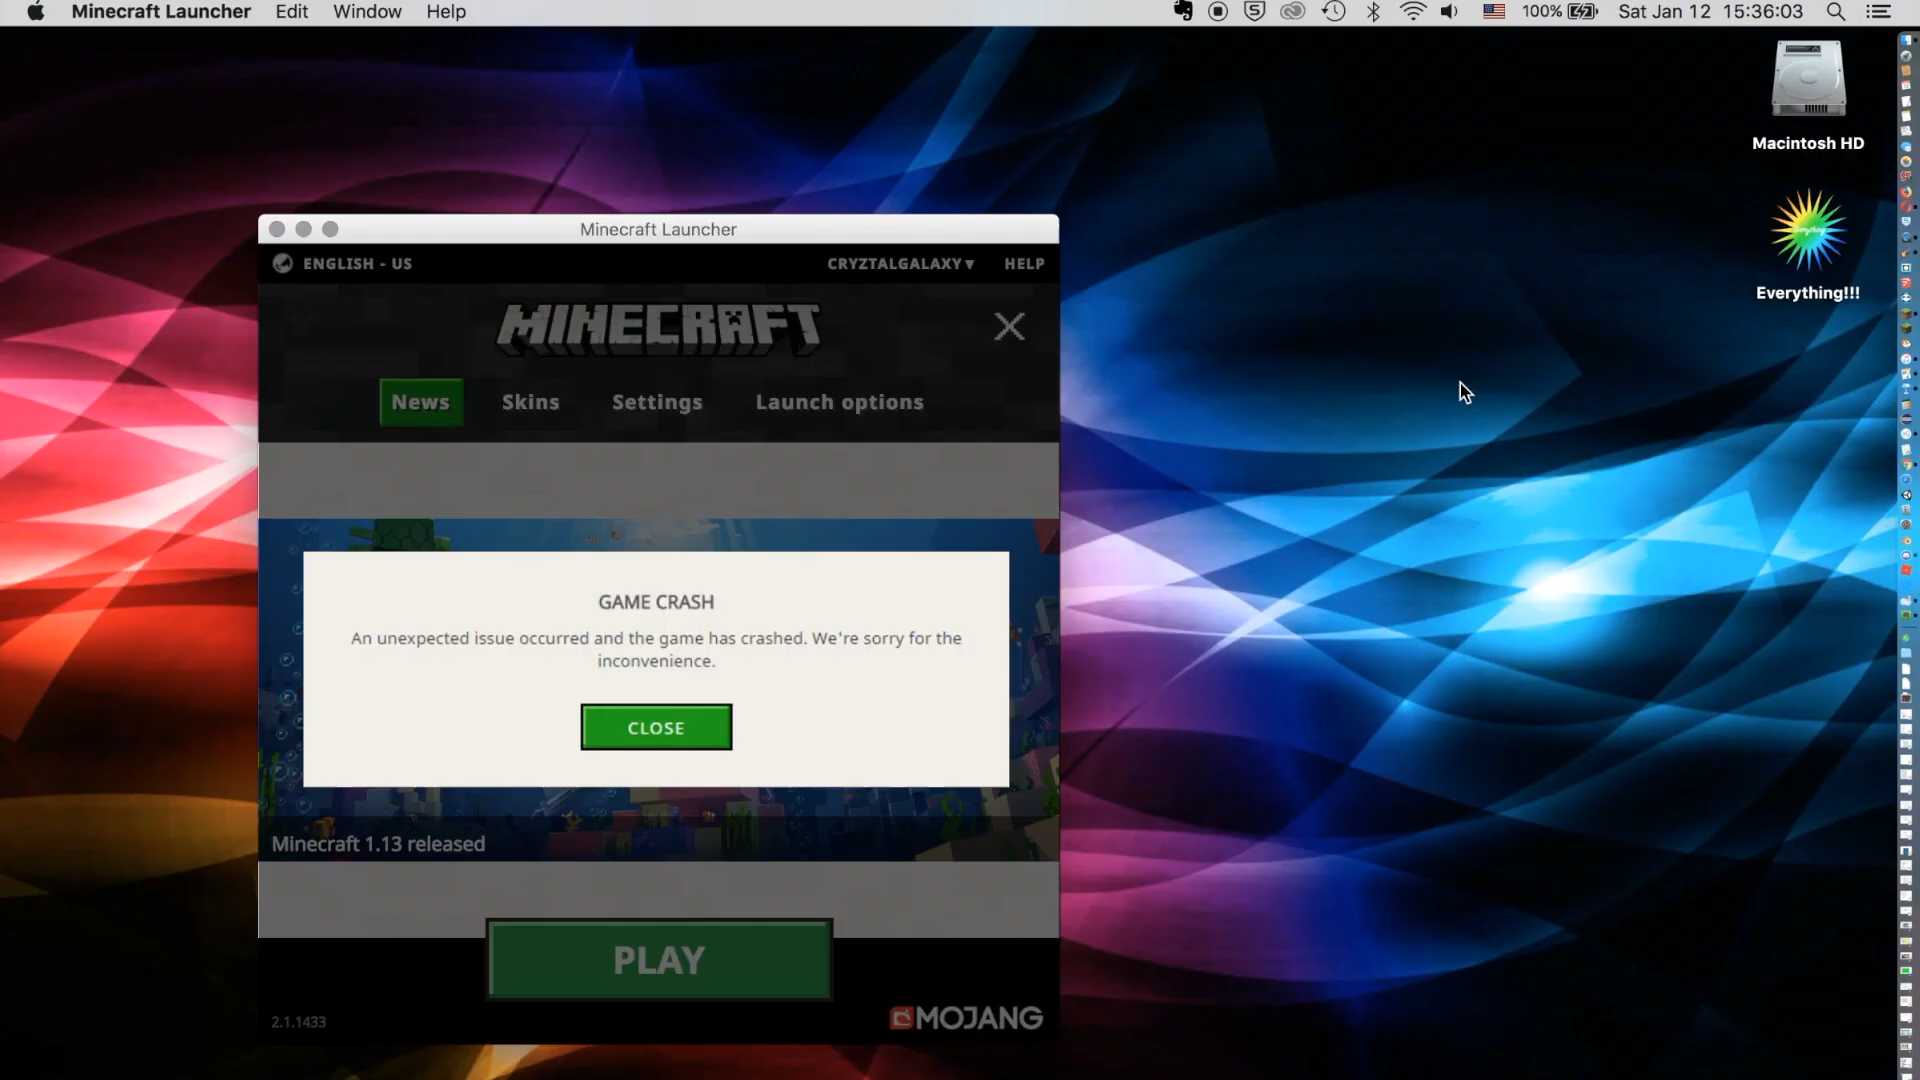 Minecraft Launcher Edit Window Help 100% Sat Jan 12 15:36:03
Macintosh HD
Everything!!!
Minecraft Launcher
ENGLISH - US CRYZTALGALAXY▾ HELP
MINECRAFT
News Skins Settings Launch options
GAME CRASH
An unexpected issue occurred and the game has crashed. We're sorry for the
inconvenience.
CLOSE
Minecraft 1.13 released
PLAY
2.1.1433 MOJANG